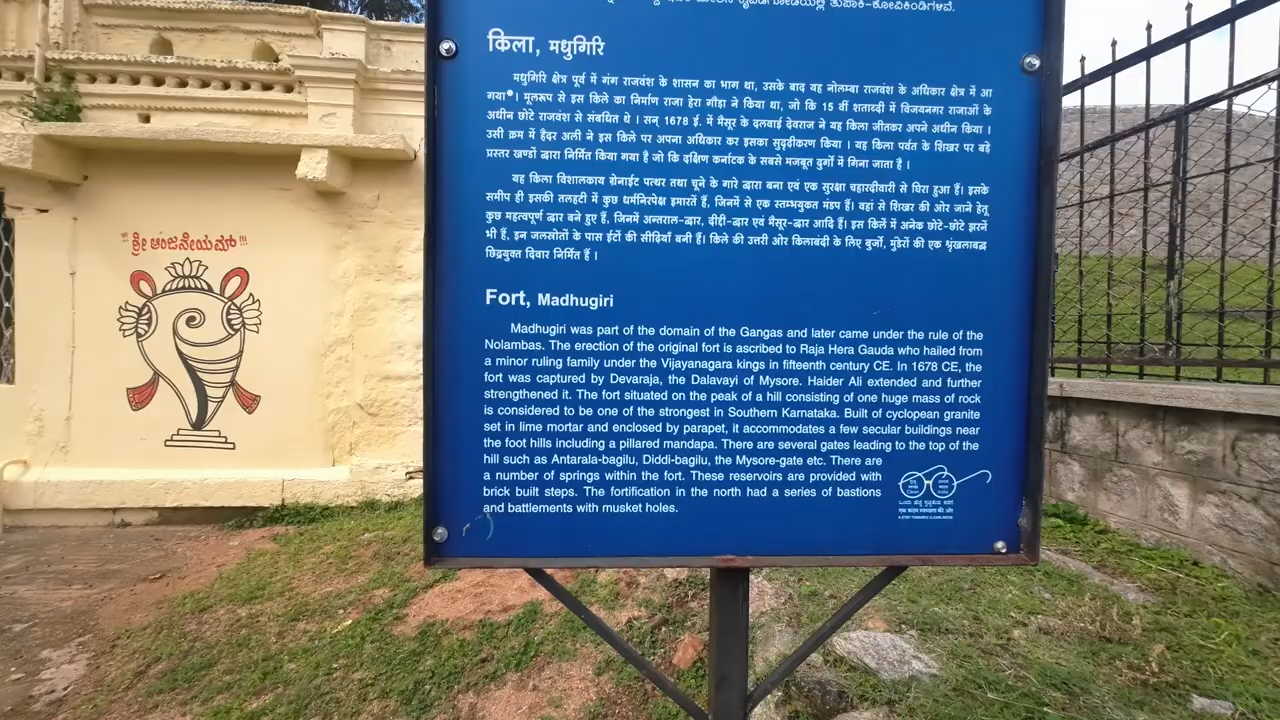 ತುಪಾಕಿ-ಕೋವಿಕಿಂಡಿಗಳಿವೆ.
किला, मधुगिरि
मधुगिरि क्षेत्र पूर्व में गंग राजवंश के शासन का भाग था, उसके बाद यह नोलम्बा राजवंश के अधिकार क्षेत्र में आ
गया। मूलरूप से इस किले का निर्माण राजा हेरा गौड़ा ने किया था, जो कि 15 वीं शताब्दी में विजयनगर राजाओं के
अधीन छोटे राजवंश से संबधित थे । सन् 1678 ई. में मैसूर के दलवाई देवराज ने यह किला जीतकर अपने अधीन किया ।
उसी क्रम में हैदर अली ने इस किले पर अपना अधिकार कर इसका सुदृढ़ीकरण किया । यह किला पर्वत के शिखर पर बड़े
प्रस्तर खण्डों द्वारा निर्मित किया गया है जो कि दक्षिण कर्नाटक के सबसे मजबूत दुर्गों में गिना जाता है ।
यह किला विशालकाय ग्रेनाईट पत्थर तथा चूने के गारे द्वारा बना एवं एक सुरक्षा चहारदीवारी से घिरा हुआ हैं। इसके
समीप ही इसकी तलहटी में कुछ धर्मनिरपेक्ष इमारतें हैं, जिनमें से एक स्तम्भयुक्त मंडप हैं। वहां से शिखर की ओर जाने हेतु
कुछ महत्वपूर्ण द्वार बने हुए हैं, जिनमें अन्तराल-द्वार, दीदी-द्वार एवं मैसूर-द्वार आदि हैं। इस किले में अनेक छोटे-छोटे झरनें
भी हैं, इन जलस्रोतों के पास ईटों की सीढियां बनी हैं। किले की उत्तरी ओर किलाबंदी के लिए बुर्जो, मुंडेरों की एक श्रृंखलाबद्ध
छिद्रयुक्त दिवार निर्मित हैं ।
Fort, Madhugiri
Madhugiri was part of the domain of the Gangas and later came under the rule of the
Nolambas. The erection of the original fort is ascribed to Raja Hera Gauda who hailed from
a minor ruling family under the Vijayanagara kings in fifteenth century CE. In 1678 CE, the
fort was captured by Devaraja, the Dalavayi of Mysore. Haider Ali extended and further
strengthened it. The fort situated on the peak of a hill consisting of one huge mass of rock
is considered to be one of the strongest in Southern Karnataka. Built of cyclopean granite
set in lime mortar and enclosed by parapet, it accommodates a few secular buildings near
the foot hills including a pillared mandapa. There are several gates leading to the top of the
hill such as Antarala-bagilu, Diddi-bagilu, the Mysore-gate etc. There are
a number of springs within the fort. These reservoirs are provided with
brick built steps. The fortification in the north had a series of bastions
and battlements with musket holes.
एक कदम स्वच्छता की ओर
A STEP TOWARDS CLEANLINESS
"ಶ್ರೀ ಆಂಜನೇಯಮ್"